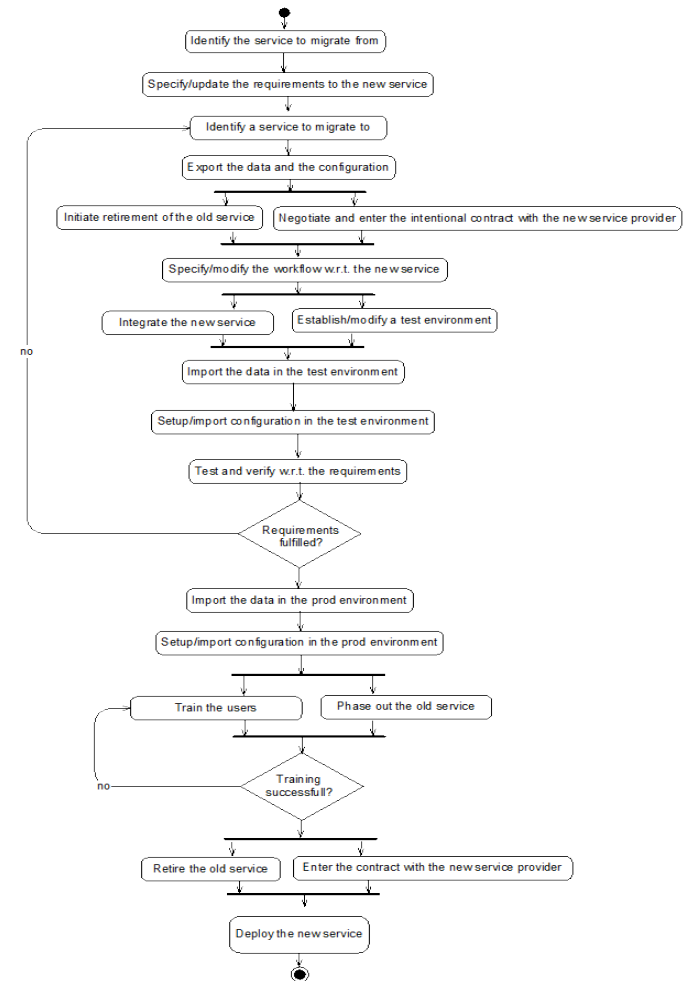 Identify the service to migrate from
Specify/update the requirements to the new service
Identify a service to migrate to
Export the data and the configuration
Initiate retirement of the old service
Negotiate and enter the intentional contract with the new service provider
Specify/modify the workflow w.r.t. the new service
Integrate the new service
Establish/modify a test environment
no
Import the data in the test environment
Setup/import configuration in the test environment
Test and verify w.r.t. the requirements
Requirements
fulfilled?
Import the data in the prod environment
Setup/import configuration in the prod environment
Train the users
Phase out the old service
Training
successfull?
no
Retire the old service
Enter the contract with the new service provider
Deploy the new service